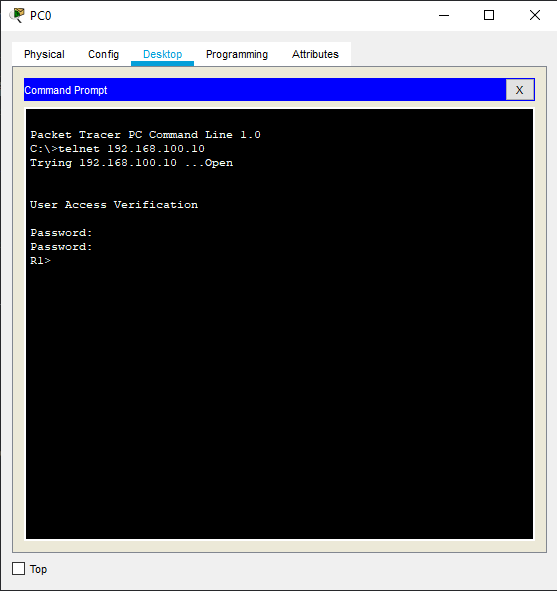 PC0
Physical Config Desktop Programming Attributes
Command Prompt X
Packet Tracer PC Command Line 1.0
C:\>telnet 192.168.100.10
Trying 192.168.100.10 ...Open
User Access Verification
Password:
Password:
R1>
Top